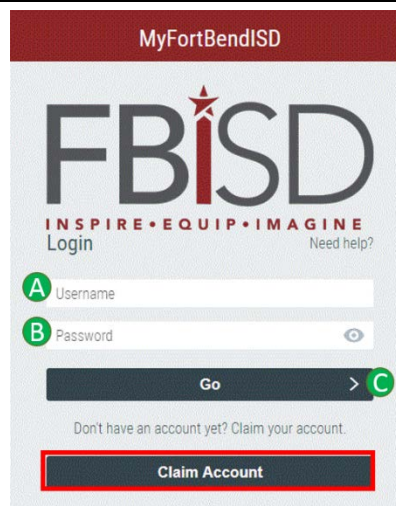 MyFortBendISD
FBISD
INSPIRE•EQUIP•IMAGINE
Login Need help?
A Username
B Password
Go > C
Don't have an account yet? Claim your account.
Claim Account